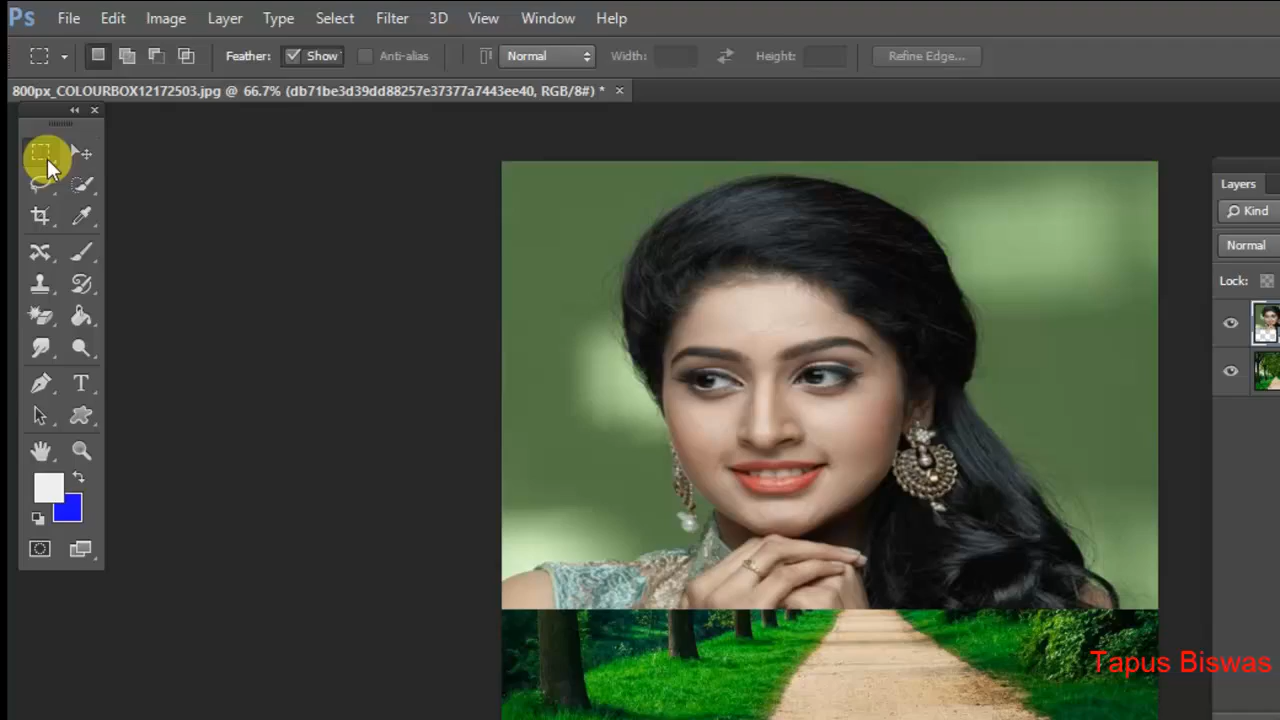 Ps File Edit Image Layer Type Select Filter 3D View Window Help
Feather: Show Anti-alias Normal Width: Height: Refine Edge...
800px_COLOURBOX12172503.jpg @ 66.7% (db71be3d39dd88257e37377a7443ee40, RGB/8#) *
Layers
Kind
Normal
Lock:
T
Tapus Biswas